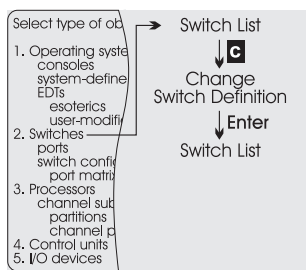 Select type of ob
1. Operating syste
consoles
system-define
EDTs
esoterics
user-modifi
2. Switches
ports
switch confi
port matri
3. Processors
channel sub
partitions
channel p
4. Control units
5. I/O devices
Switch List
C
Change
Switch Definition
Enter
Switch List